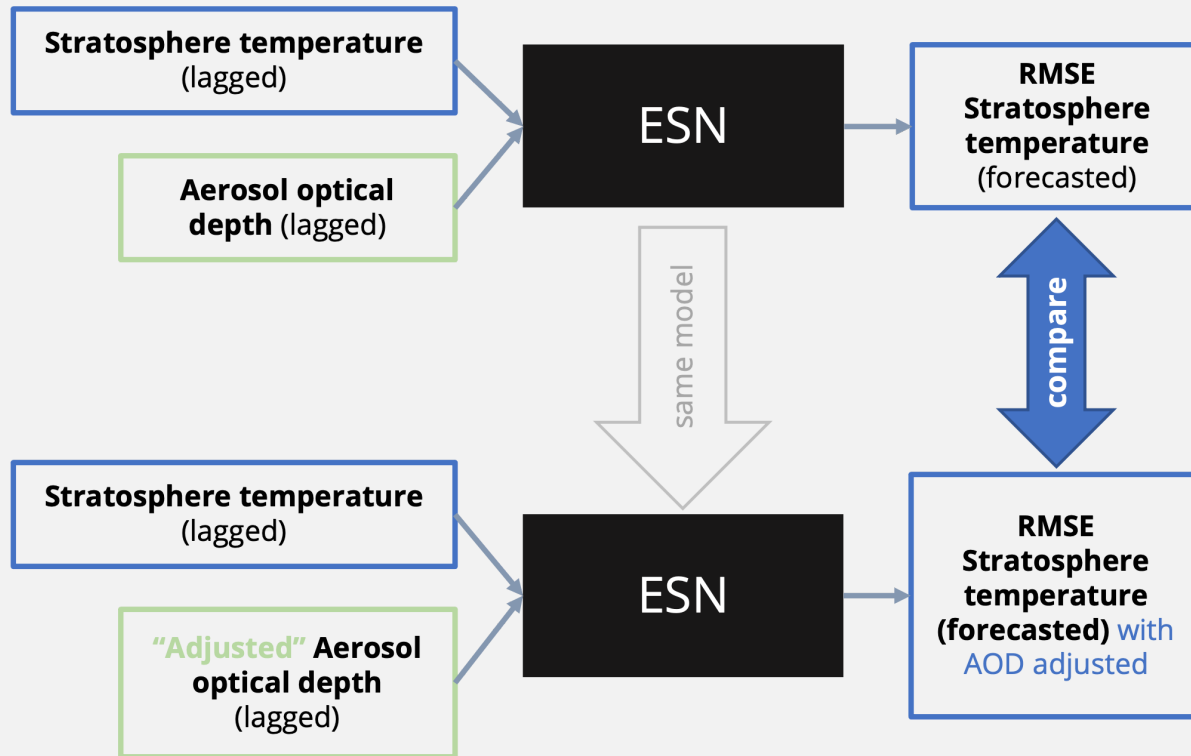 Stratosphere temperature
(lagged)
Aerosol optical
depth (lagged)
ESN
RMSE
Stratosphere
temperature
(forecasted)
same model
compare
Stratosphere temperature
(lagged)
“Adjusted” Aerosol
optical depth
(lagged)
ESN
RMSE
Stratosphere
temperature
(forecasted) with
AOD adjusted